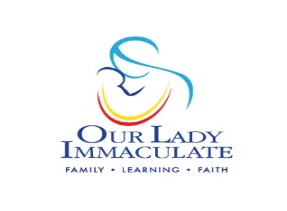 OUR LADY
IMMACULATE
FAMILY • LEARNING • FAITH